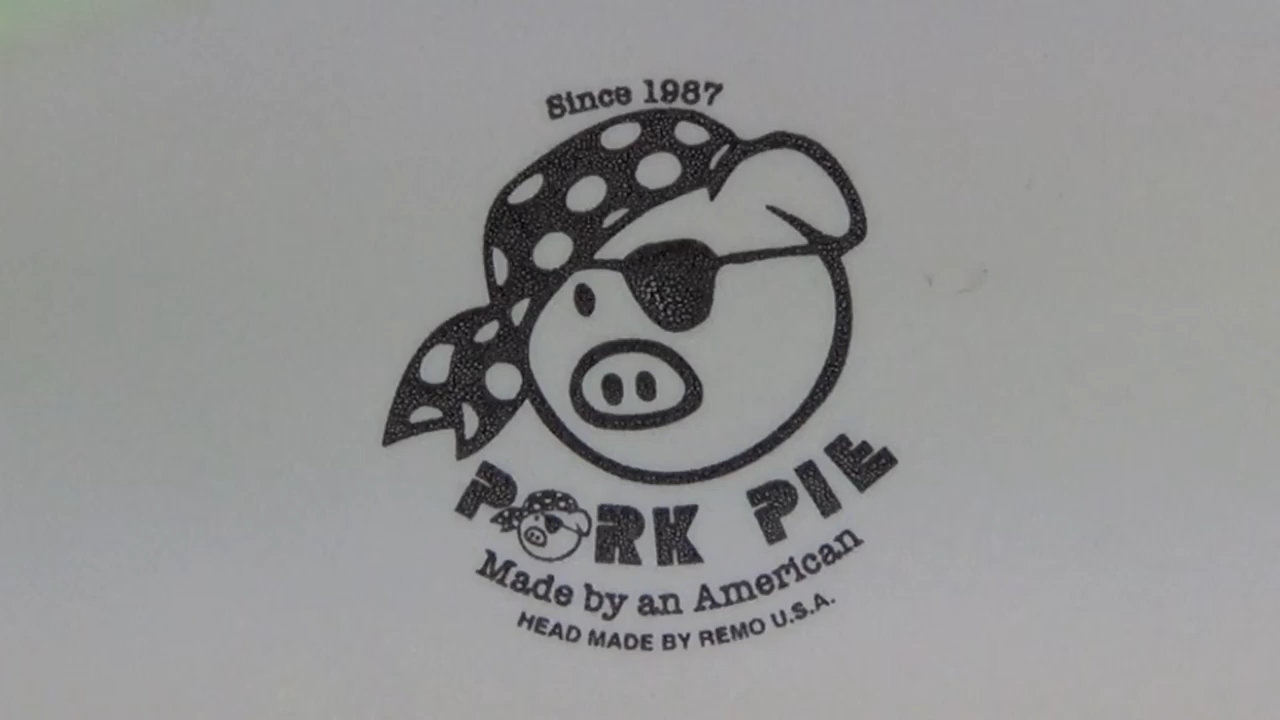 Since 1987
PORK PIE
Made by an American
HEAD MADE BY REMO U.S.A.